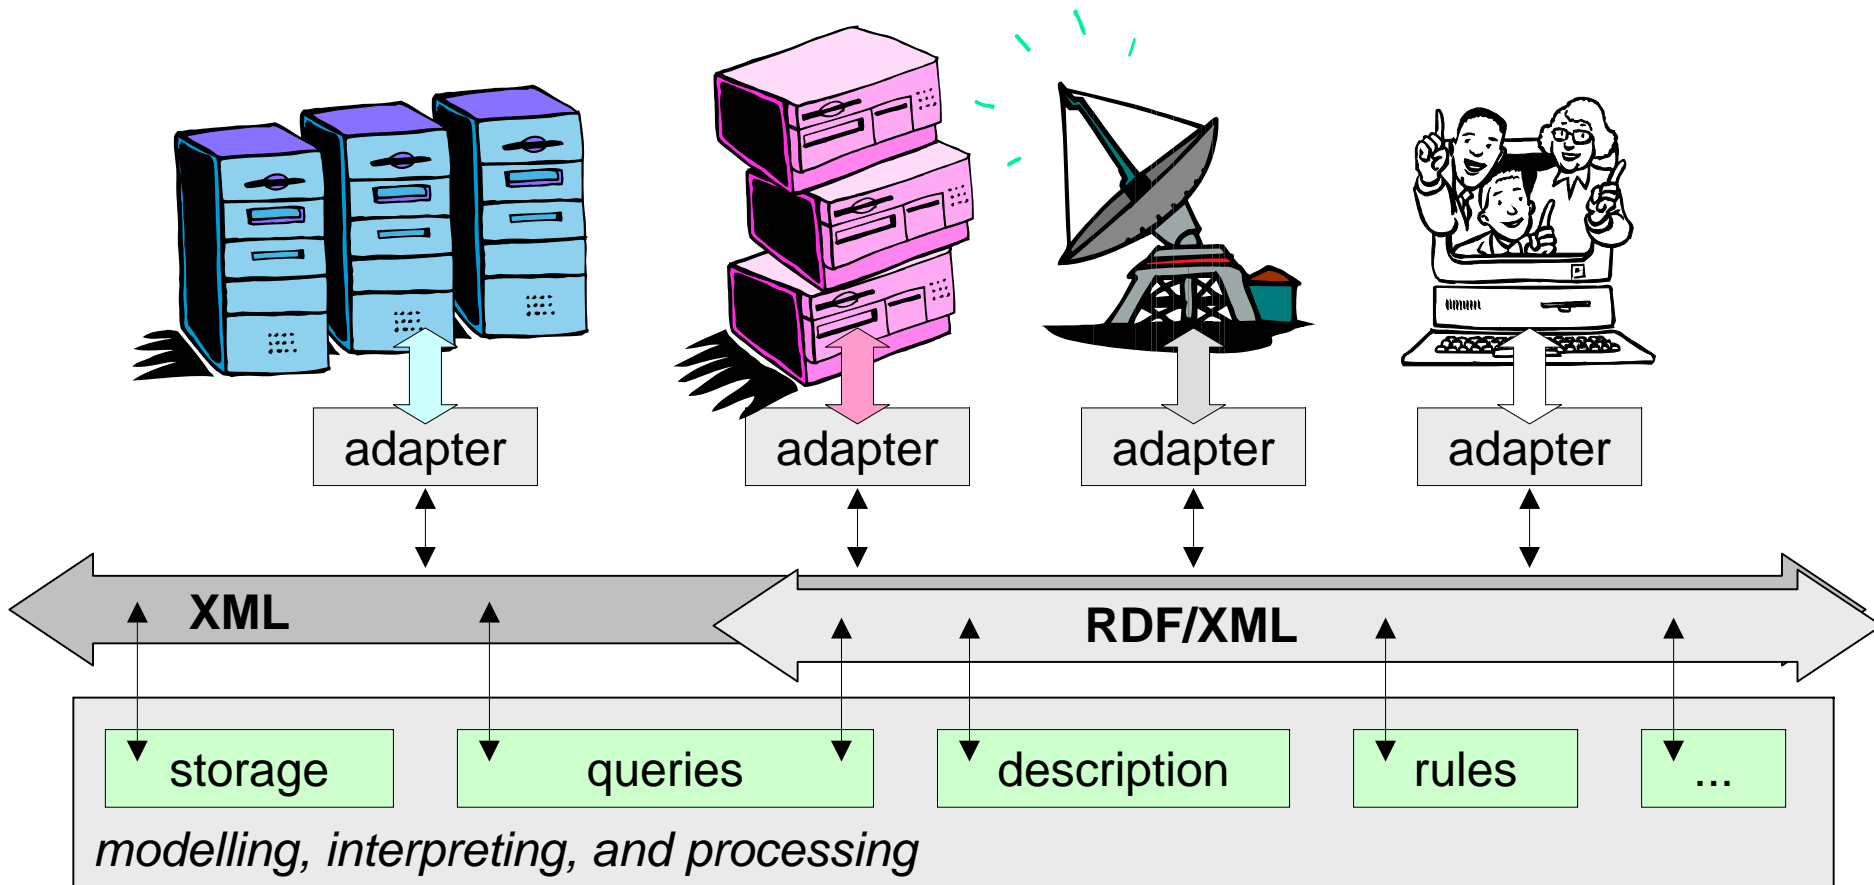 adapter adapter adapter adapter
XML RDF/XML
storage queries description rules ...
modelling, interpreting, and processing